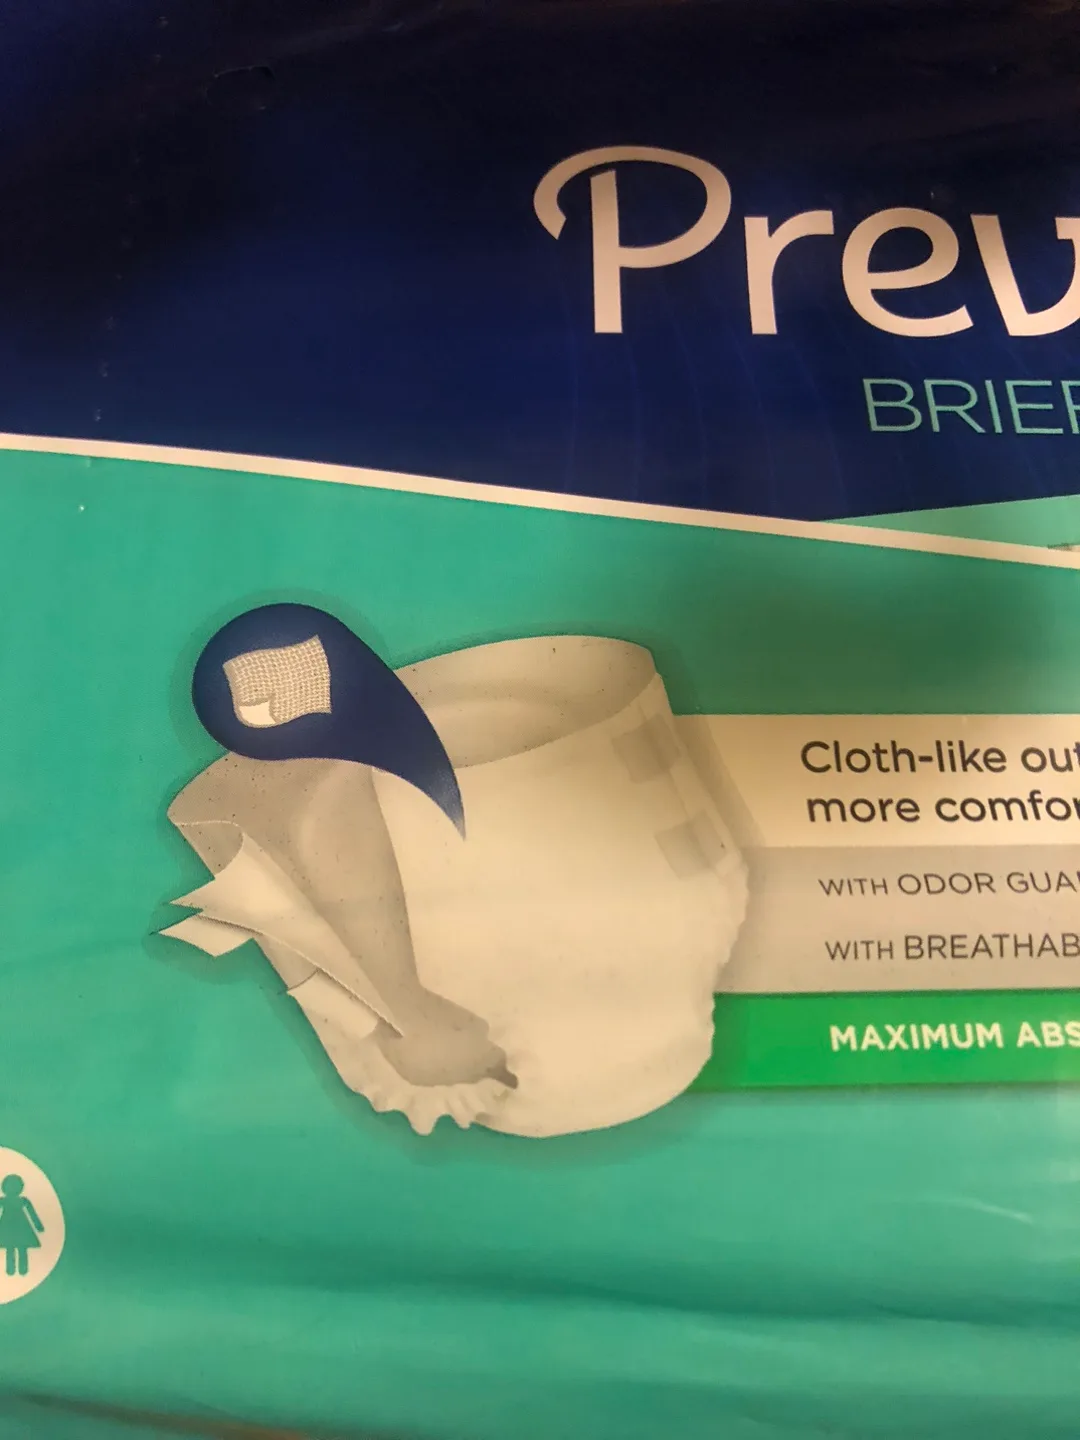 Prev
BRIEF
Cloth-like out
more comfor
WITH ODOR GUA
WITH BREATHAB
MAXIMUM ABS